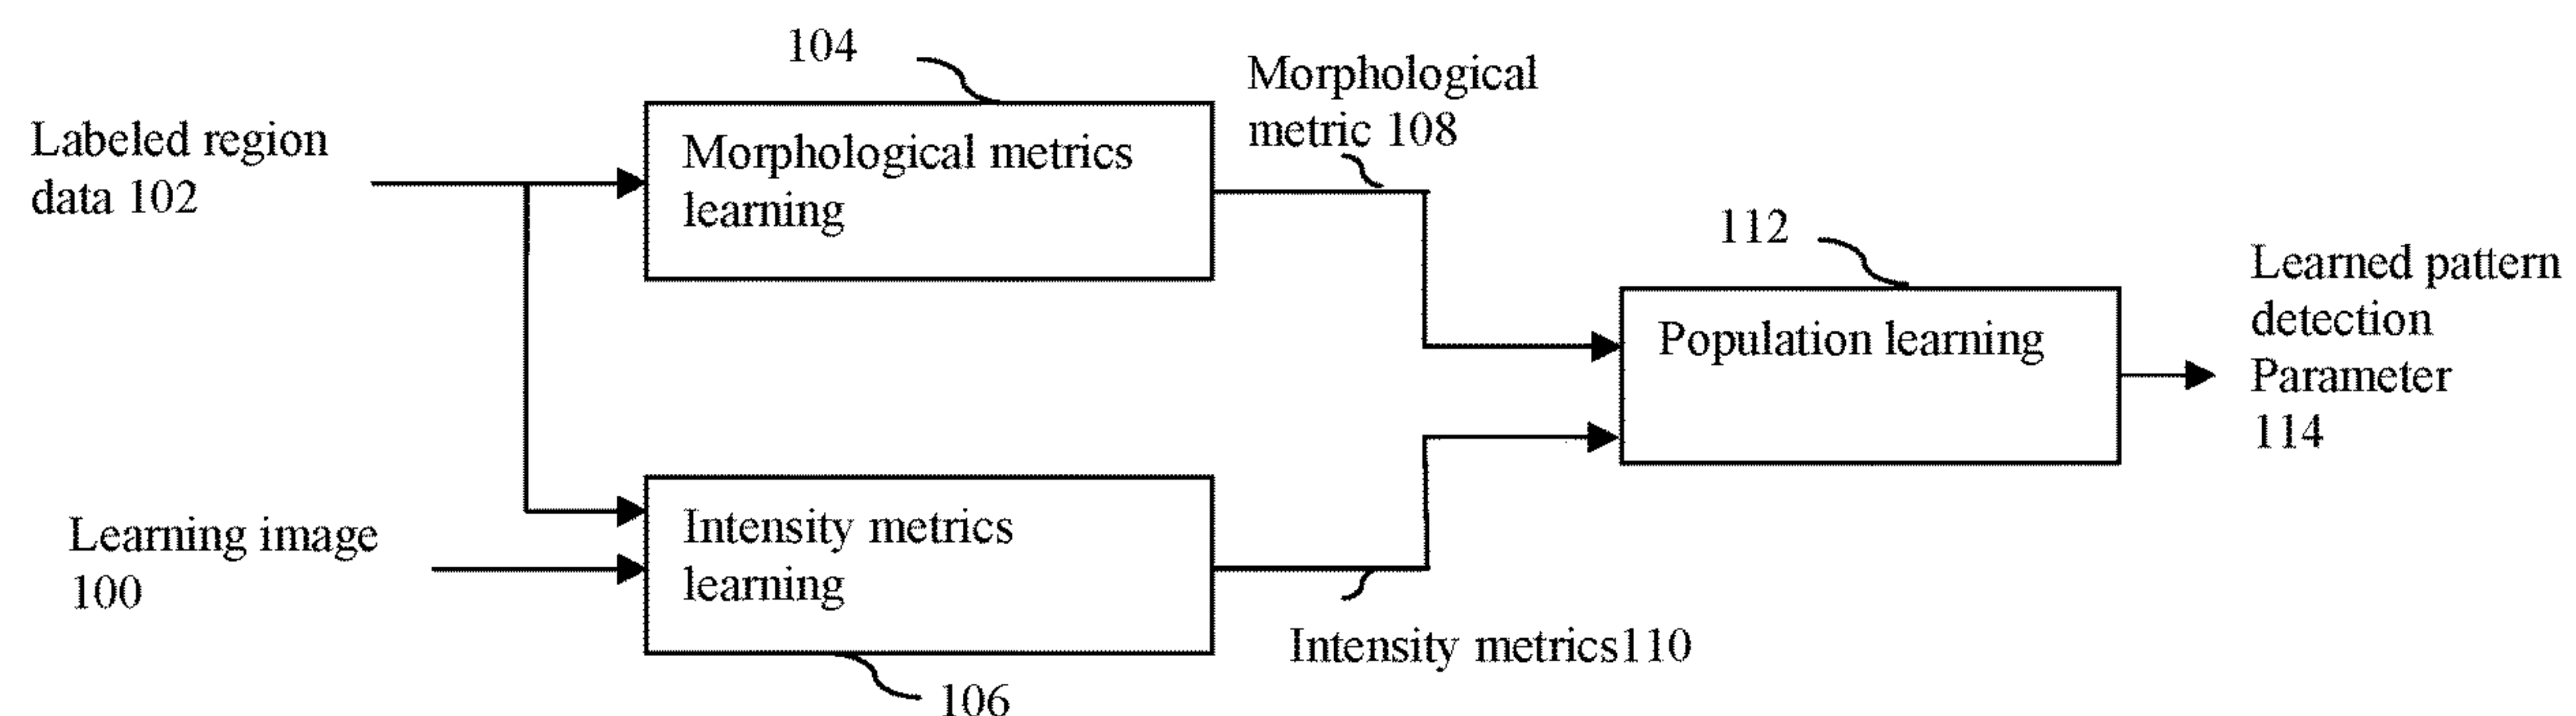 104
Morphological
metric 108
Labeled region
data 102
Morphological metrics
learning
112
Learned pattern
detection
Parameter
114
Population learning
Learning image
100
Intensity metrics
learning
Intensity metrics110
106